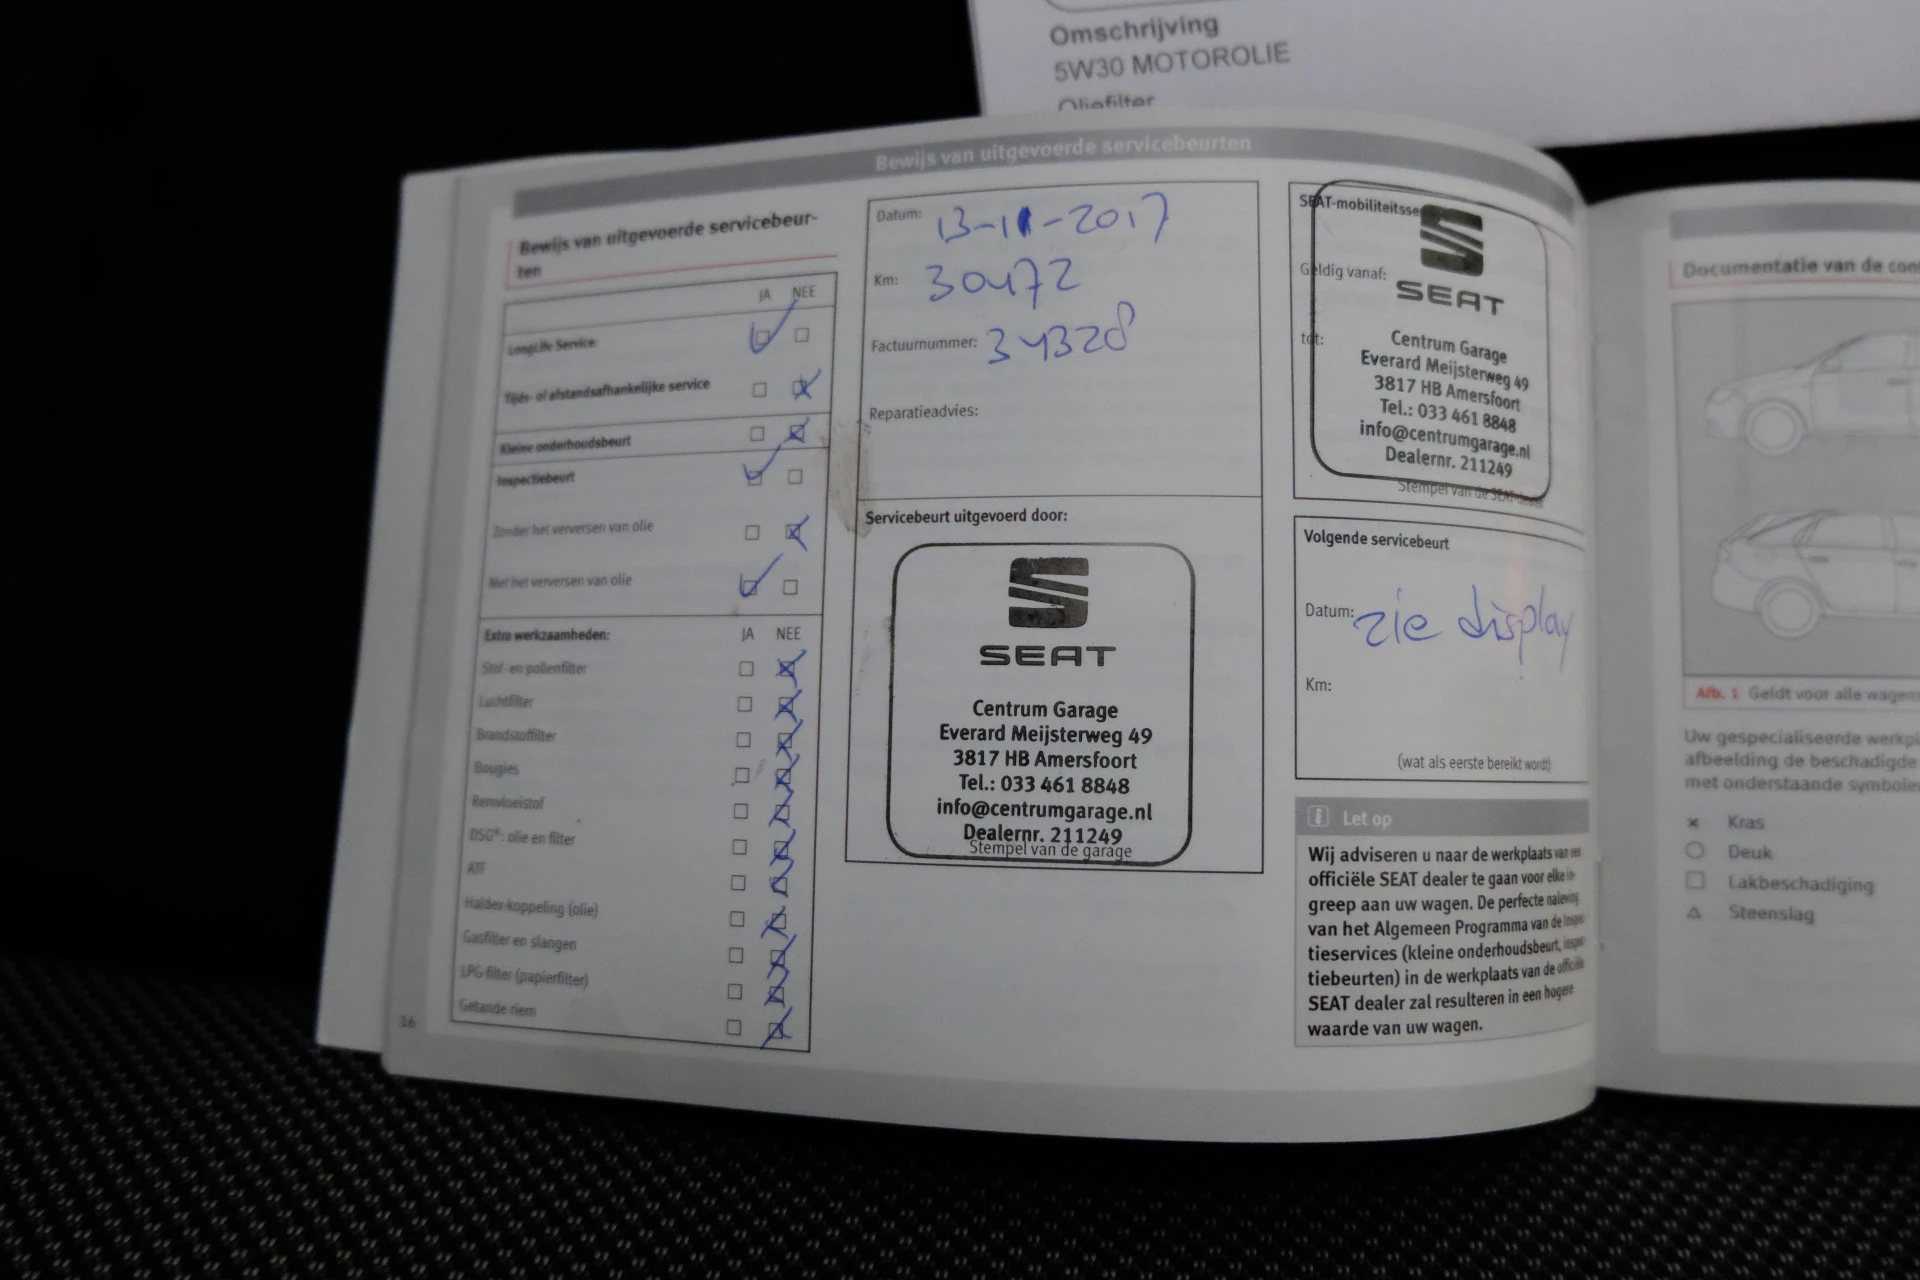 Omschrijving
5W30 MOTOROLIE
Oliefilter
Bewijs van uitgevoerde servicebeurten
Bewijs van uitgevoerde servicebeur-
ten
JA NEE
LongLife Service:
Tijds- of afstandsafhankelijke service
Kleine onderhoudsbeurt
Inspectiebeurt
Zonder het verversen van olie
Met het verversen van olie
Extra werkzaamheden: JA NEE
Stof- en pollenfilter
Luchtfilter
Brandstoffilter
Bougies
Remvloeistof
DSG®: olie en filter
ATF
Haldex-koppeling (olie)
Gasfilter en slangen
LPG-filter (papierfilter)
Getande riem
16
Datum: 13-11-2017
Km: 30472
Factuurnummer: 34328
Reparatieadvies:
Servicebeurt uitgevoerd door:
SEAT
Centrum Garage
Everard Meijsterweg 49
3817 HB Amersfoort
Tel.: 033 461 8848
info@centrumgarage.nl
Dealernr. 211249
Stempel van de garage
SEAT-mobiliteitsse
Geldig vanaf:
tot:
SEAT
Centrum Garage
Everard Meijsterweg 49
3817 HB Amersfoort
Tel.: 033 461 8848
info@centrumgarage.nl
Dealernr. 211249
Stempel van de SEAT-dealer
Volgende servicebeurt
Datum: zie display
Km:
(wat als eerste bereikt wordt)
Let op
Wij adviseren u naar de werkplaats van een
officiële SEAT dealer te gaan voor elke in-
greep aan uw wagen. De perfecte naleving
van het Algemeen Programma van de Inspec-
tieservices (kleine onderhoudsbeurt, inspec-
tiebeurten) in de werkplaats van de officiële
SEAT dealer zal resulteren in een hogere
waarde van uw wagen.
Documentatie van de con
Afb. 1 Geldt voor alle wagens
Uw gespecialiseerde werkpl
afbeelding de beschadigde
met onderstaande symbolen
Kras
Deuk
Lakbeschadiging
Steenslag